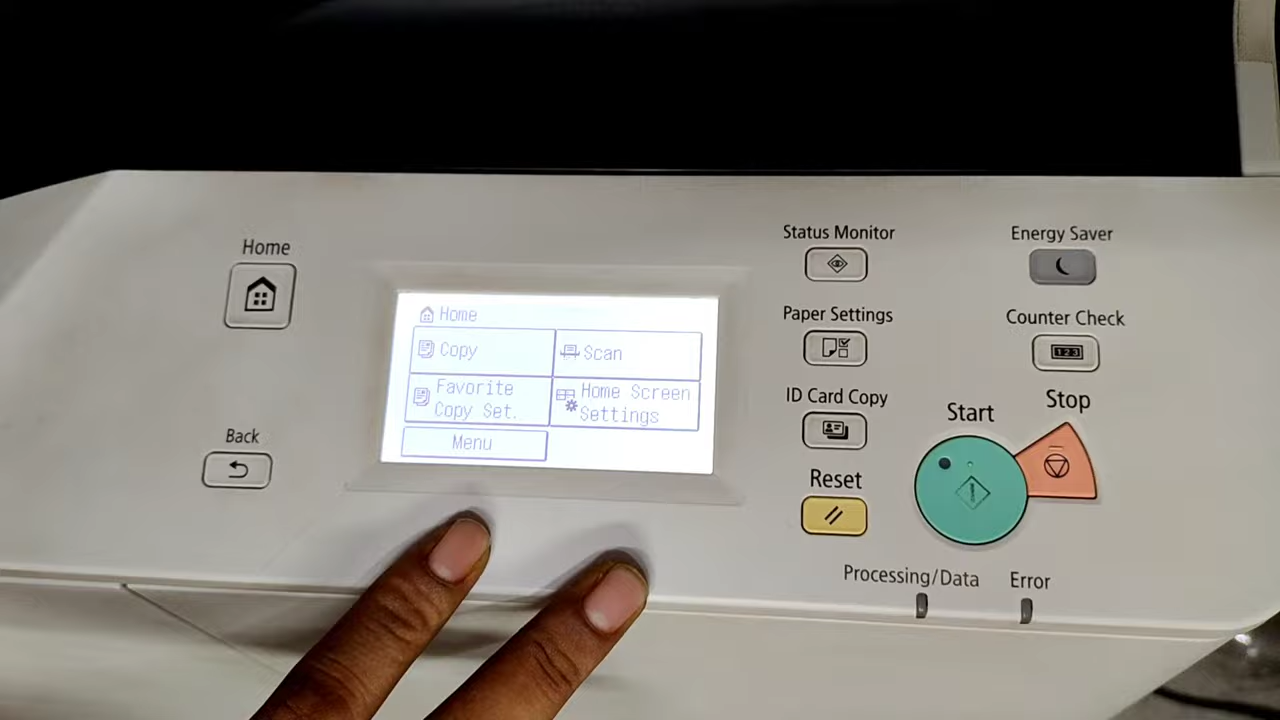 Home
Back
Home
Copy
Scan
Favorite
Copy Set.
Home Screen
Settings
Menu
Status Monitor
Paper Settings
ID Card Copy
Reset
Energy Saver
Counter Check
123
Start
Stop
Processing/Data
Error